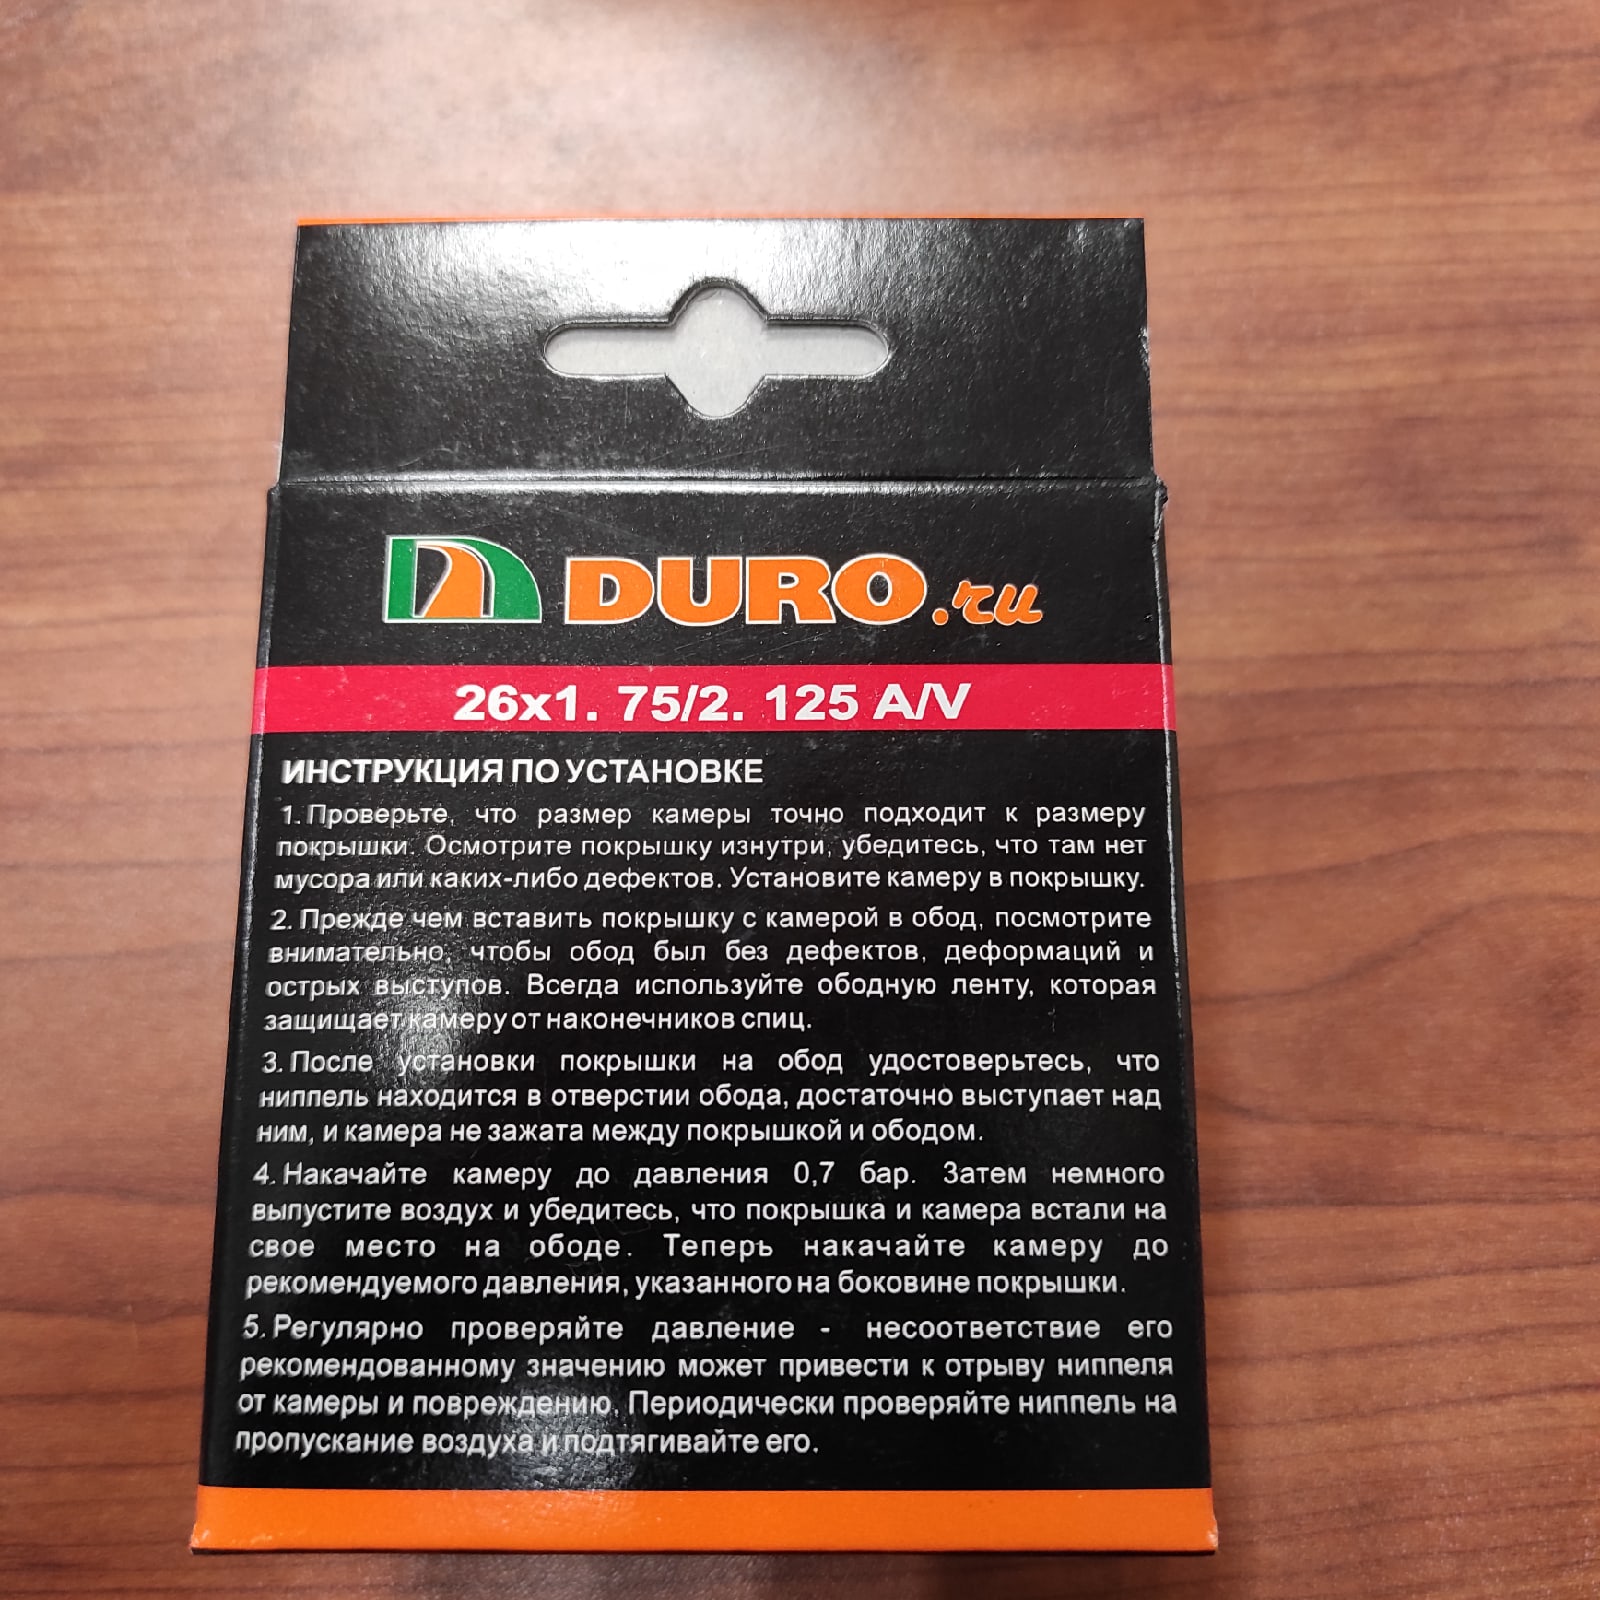 DURO.ru
26x1. 75/2. 125 A/V
ИНСТРУКЦИЯ ПО УСТАНОВКЕ
1. Проверьте, что размер камеры точно подходит к размеру
покрышки. Осмотрите покрышку изнутри, убедитесь, что там нет
мусора или каких-либо дефектов. Установите камеру в покрышку.
2. Прежде чем вставить покрышку с камерой в обод, посмотрите
внимательно, чтобы обод был без дефектов, деформаций и
острых выступов. Всегда используйте ободную ленту, которая
защищает камеру от наконечников спиц.
3. После установки покрышки на обод удостоверьтесь, что
ниппель находится в отверстии обода, достаточно выступает над
ним, и камера не зажата между покрышкой и ободом.
4. Накачайте камеру до давления 0,7 бар. Затем немного
выпустите воздух и убедитесь, что покрышка и камера встали на
свое место на ободе. Теперь накачайте камеру до
рекомендуемого давления, указанного на боковине покрышки.
5. Регулярно проверяйте давление - несоответствие его
рекомендованному значению может привести к отрыву ниппеля
от камеры и повреждению. Периодически проверяйте ниппель на
пропускание воздуха и подтягивайте его.